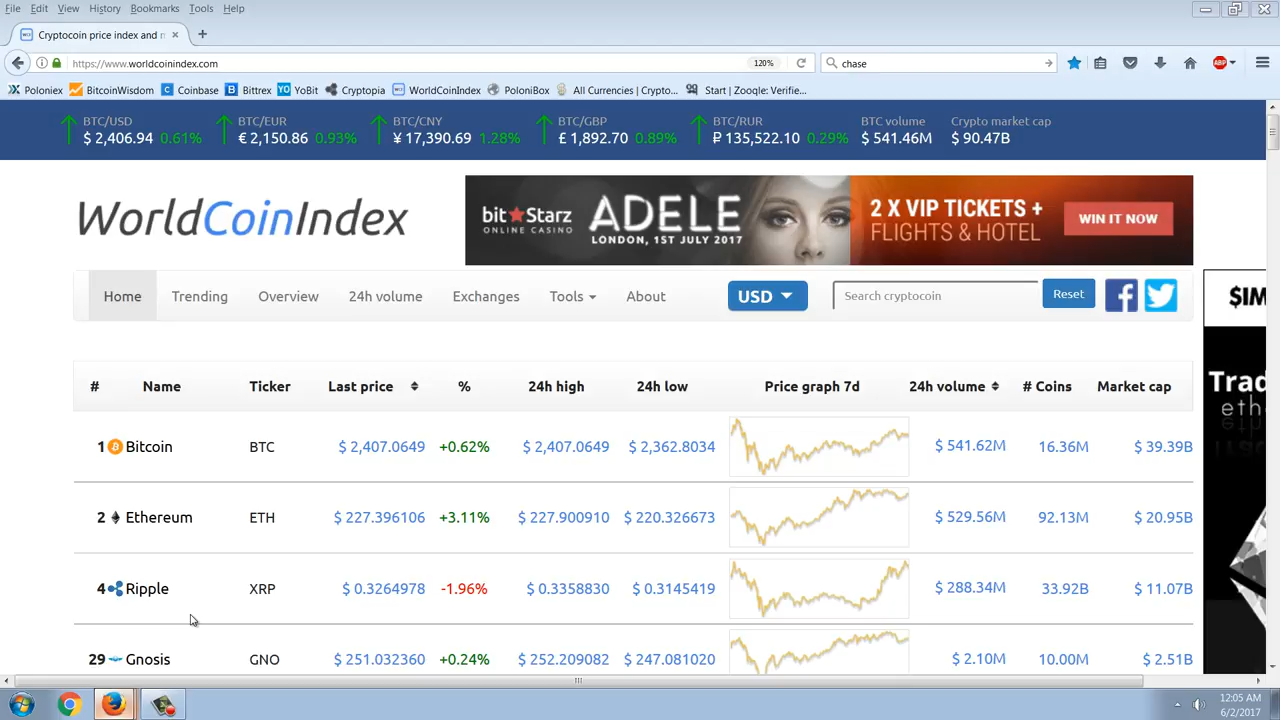 File Edit View History Bookmarks Tools Help
Cryptocoin price index and
https://www.worldcoinindex.com 120% chase
Poloniex BitcoinWisdom Coinbase Bittrex YoBit Cryptopia WorldCoinIndex PoloniBox All Currencies | Crypto... Start | Zooqle: Verifie...
BTC/USD BTC/EUR BTC/CNY BTC/GBP BTC/RUR BTC volume Crypto market cap
$ 2,406.94 0.61% € 2,150.86 0.93% ¥ 17,390.69 1.28% £ 1,892.70 0.89% ₽ 135,522.10 0.29% $ 541.46M $ 90.47B
WorldCoinIndex
bitStarz ONLINE CASINO
ADELE
LONDON, 1ST JULY 2017
2 X VIP TICKETS +
FLIGHTS & HOTEL
WIN IT NOW
Home Trending Overview 24h volume Exchanges Tools About USD Search cryptocoin Reset
# Name Ticker Last price % 24h high 24h low Price graph 7d 24h volume # Coins Market cap
1 Bitcoin BTC $ 2,407.0649 +0.62% $ 2,407.0649 $ 2,362.8034 $ 541.62M 16.36M $ 39.39B
2 Ethereum ETH $ 227.396106 +3.11% $ 227.900910 $ 220.326673 $ 529.56M 92.13M $ 20.95B
4 Ripple XRP $ 0.3264978 -1.96% $ 0.3358830 $ 0.3145419 $ 288.34M 33.92B $ 11.07B
29 Gnosis GNO $ 251.032360 +0.24% $ 252.209082 $ 247.081020 $ 2.10M 10.00M $ 2.51B
$IM
Trad
eth
12:05 AM
6/2/2017